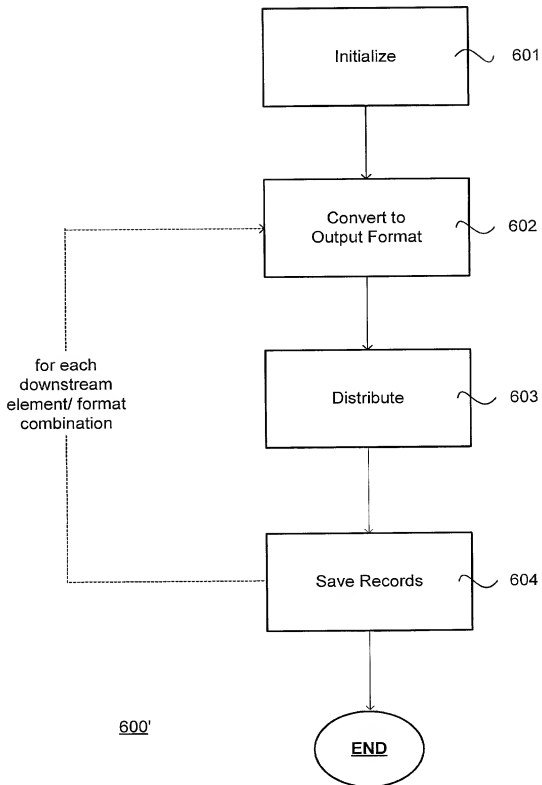 Initialize
601
Convert to
Output Format
602
for each
downstream
element/ format
combination
Distribute
603
Save Records
604
600'
END